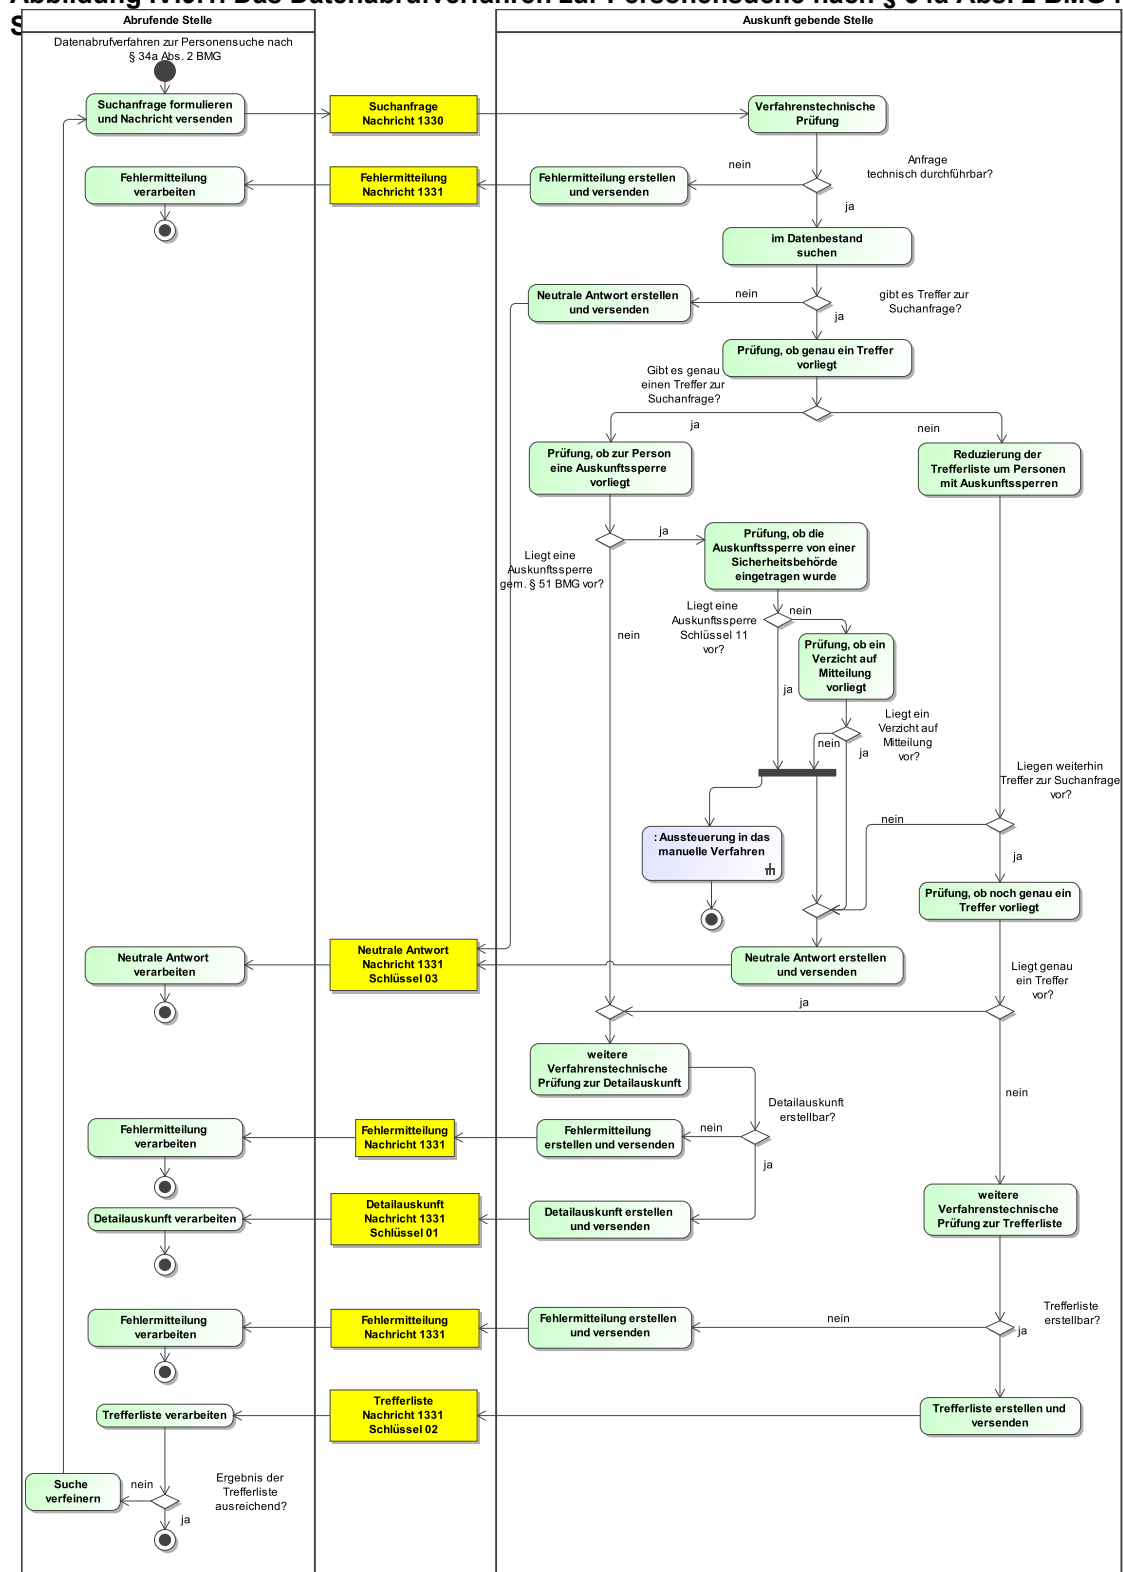 Abrufende Stelle
Auskunft gebende Stelle
Datenabrufverfahren zur Personensuche nach
§ 34a Abs. 2 BMG
Suchanfrage formulieren
und Nachricht versenden
Suchanfrage
Nachricht 1330
Verfahrenstechnische
Prüfung
Anfrage
technisch durchführbar?
nein
Fehlermitteilung
verarbeiten
Fehlermitteilung
Nachricht 1331
Fehlermitteilung erstellen
und versenden
ja
im Datenbestand
suchen
Neutrale Antwort erstellen
und versenden
nein
gibt es Treffer zur
Suchanfrage?
ja
Prüfung, ob genau ein Treffer
vorliegt
Gibt es genau
einen Treffer zur
Suchanfrage?
ja
nein
Prüfung, ob zur Person
eine Auskunftssperre
vorliegt
Reduzierung der
Trefferliste um Personen
mit Auskunftssperren
Liegt eine
Auskunftssperre
gem. § 51 BMG vor?
ja
Prüfung, ob die
Auskunftssperre von einer
Sicherheitsbehörde
eingetragen wurde
nein
Liegt eine
Auskunftssperre
Schlüssel 11
vor?
nein
Prüfung, ob ein
Verzicht auf
Mitteilung
vorliegt
ja
Liegt ein
Verzicht auf
Mitteilung
vor?
nein
ja
Liegen weiterhin
Treffer zur Suchanfrage
vor?
nein
ja
: Aussteuerung in das
manuelle Verfahren
Prüfung, ob noch genau ein
Treffer vorliegt
Neutrale Antwort
verarbeiten
Neutrale Antwort
Nachricht 1331
Schlüssel 03
Neutrale Antwort erstellen
und versenden
Liegt genau
ein Treffer
vor?
ja
weitere
Verfahrenstechnische
Prüfung zur Detailauskunft
nein
Detailauskunft
erstellbar?
Fehlermitteilung
verarbeiten
Fehlermitteilung
Nachricht 1331
Fehlermitteilung
erstellen und versenden
nein
ja
Detailauskunft verarbeiten
Detailauskunft
Nachricht 1331
Schlüssel 01
Detailauskunft erstellen
und versenden
weitere
Verfahrenstechnische
Prüfung zur Trefferliste
Fehlermitteilung
verarbeiten
Fehlermitteilung
Nachricht 1331
Fehlermitteilung erstellen
und versenden
nein
Trefferliste
erstellbar?
ja
Trefferliste verarbeiten
Trefferliste
Nachricht 1331
Schlüssel 02
Trefferliste erstellen und
versenden
Suche
verfeinern
nein
Ergebnis der
Trefferliste
ausreichend?
ja